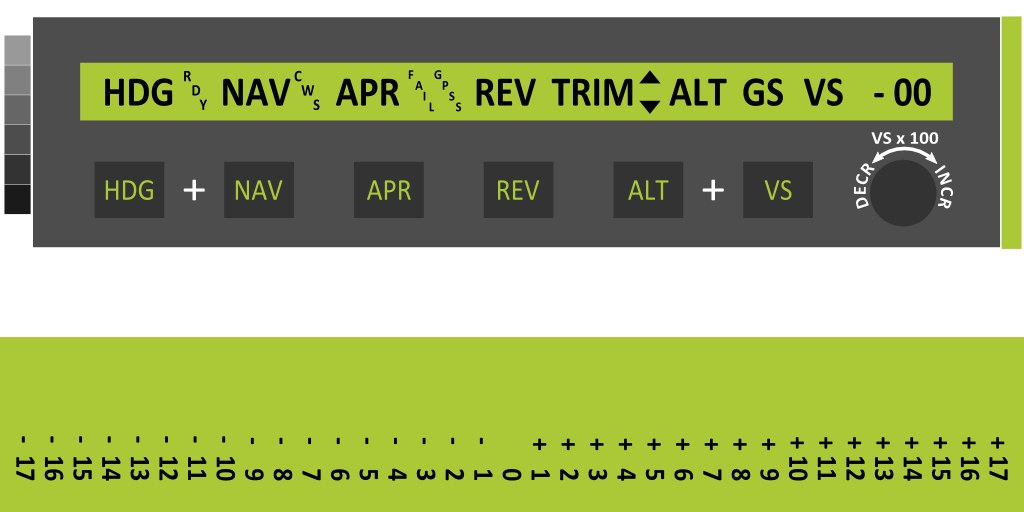 HDG RDY NAV CWS APR FAIL GPSS REV TRIM ALT GS VS - 00
VS x 100
DECR INCR
HDG + NAV APR REV ALT + VS
-17 -16 -15 -14 -13 -12 -11 -10 -9 -8 -7 -6 -5 -4 -3 -2 -1 0 +1 +2 +3 +4 +5 +6 +7 +8 +9 +10 +11 +12 +13 +14 +15 +16 +17